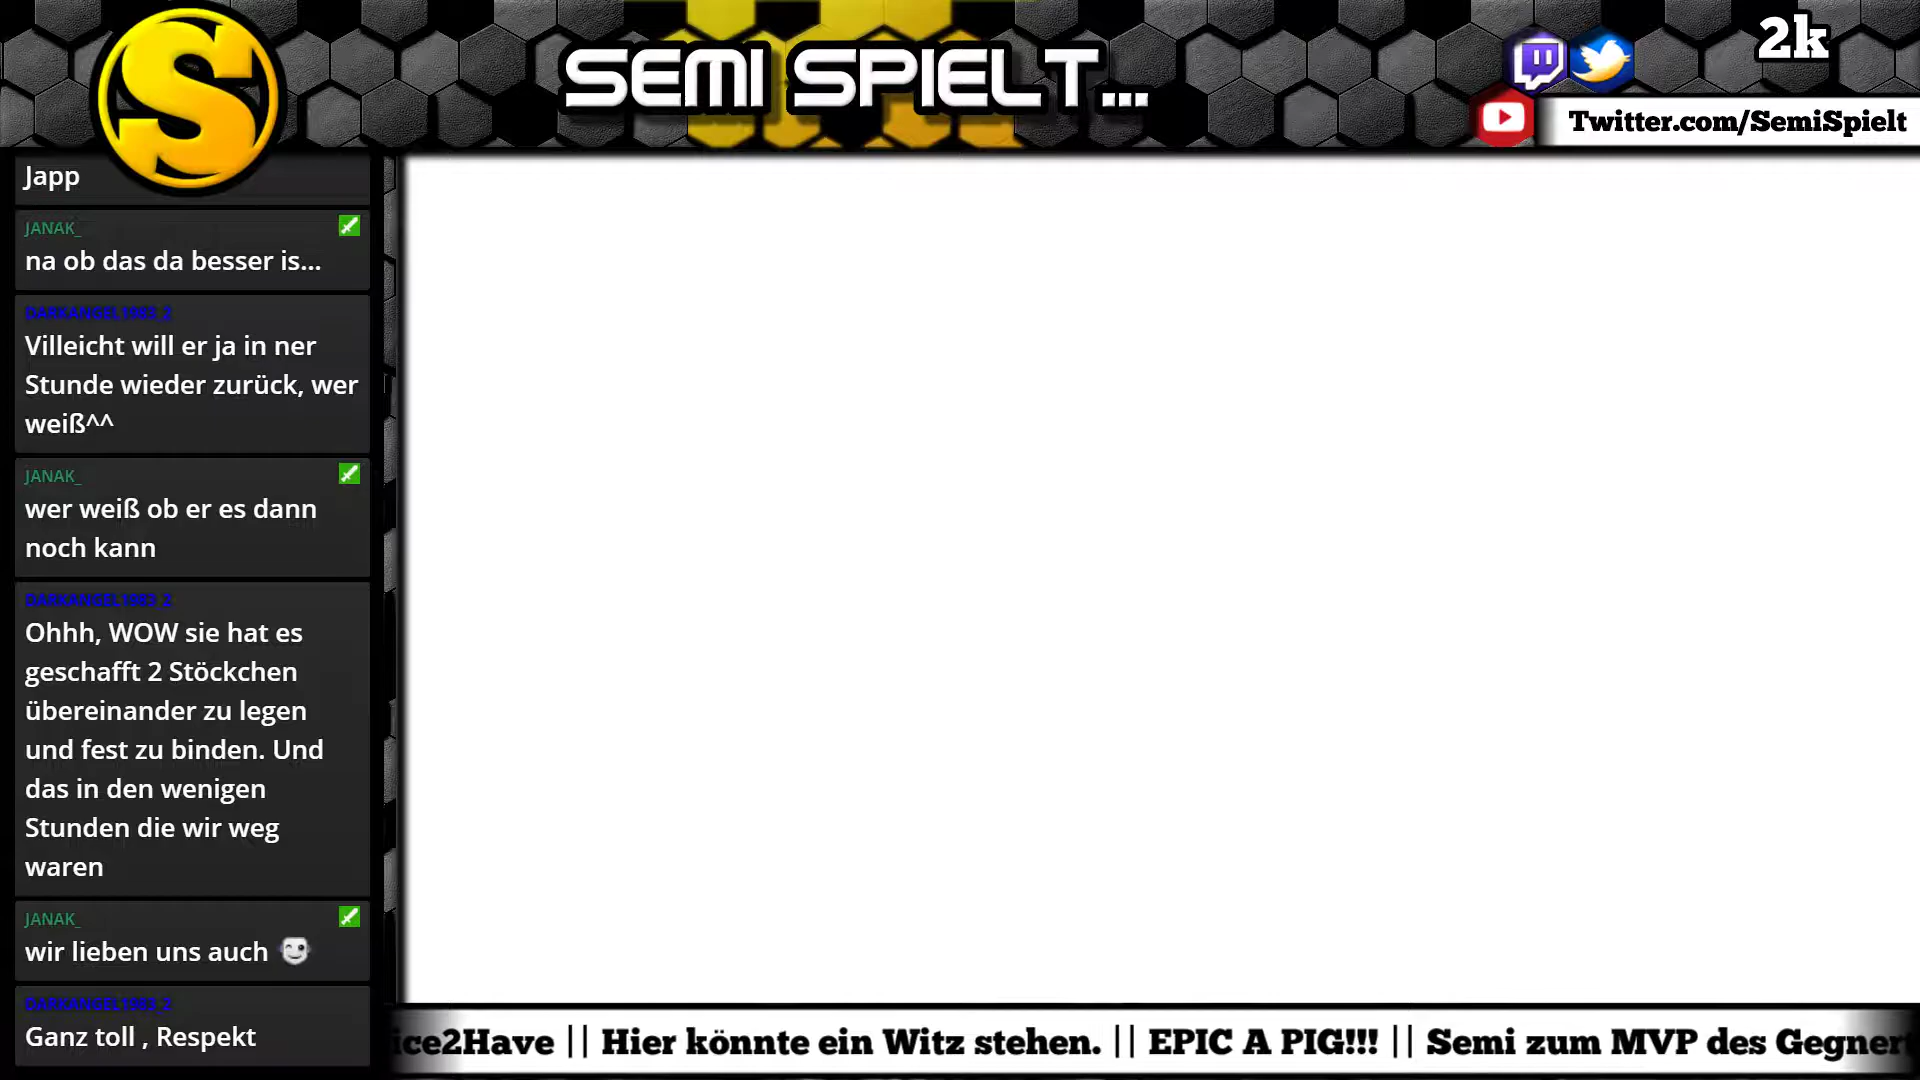 S
SEMI SPIELT...
2k
Twitter.com/SemiSpielt
Japp
JANAK_
na ob das da besser is...
DARKANGEL1983_2
Villeicht will er ja in ner
Stunde wieder zurück, wer
weiß^^
JANAK_
wer weiß ob er es dann
noch kann
DARKANGEL1983_2
Ohhh, WOW sie hat es
geschafft 2 Stöckchen
übereinander zu legen
und fest zu binden. Und
das in den wenigen
Stunden die wir weg
waren
JANAK_
wir lieben uns auch
DARKANGEL1983_2
Ganz toll , Respekt
ice2Have || Hier könnte ein Witz stehen. || EPIC A PIG!!! || Semi zum MVP des Gegner